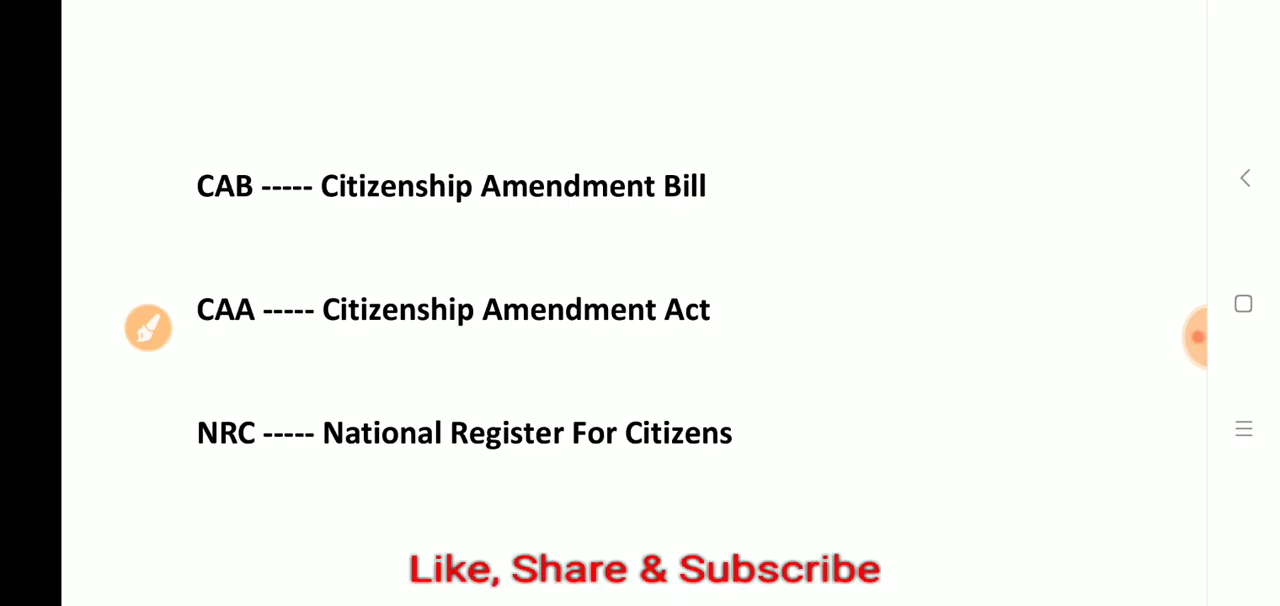 CAB ----- Citizenship Amendment Bill
CAA ----- Citizenship Amendment Act
NRC ----- National Register For Citizens
Like, Share & Subscribe